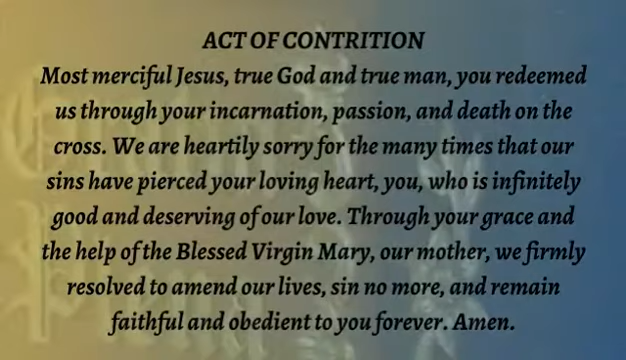 ACT OF CONTRITION
Most merciful Jesus, true God and true man, you redeemed
us through your incarnation, passion, and death on the
cross. We are heartily sorry for the many times that our
sins have pierced your loving heart, you, who is infinitely
good and deserving of our love. Through your grace and
the help of the Blessed Virgin Mary, our mother, we firmly
resolved to amend our lives, sin no more, and remain
faithful and obedient to you forever. Amen.